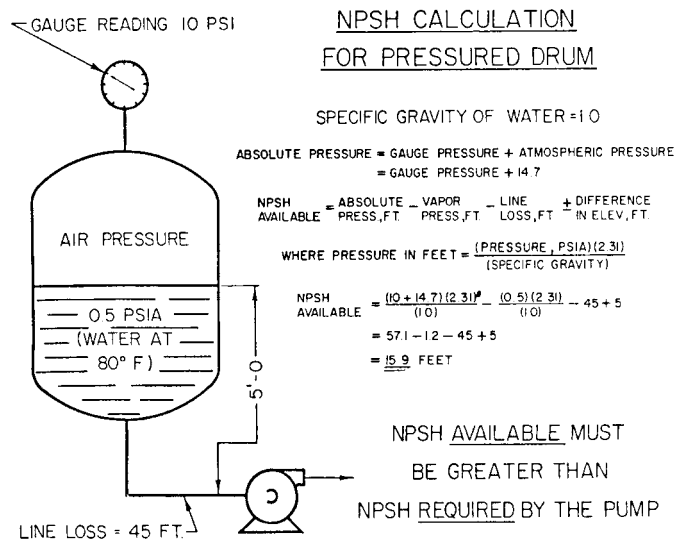 GAUGE READING 10 PSI
NPSH CALCULATION
FOR PRESSURED DRUM
SPECIFIC GRAVITY OF WATER = 1.0
ABSOLUTE PRESSURE = GAUGE PRESSURE + ATMOSPHERIC PRESSURE
= GAUGE PRESSURE + 14.7
NPSH AVAILABLE = ABSOLUTE PRESS., FT. - VAPOR PRESS., FT. - LINE LOSS, FT. ± DIFFERENCE IN ELEV., FT.
WHERE PRESSURE IN FEET = (PRESSURE, PSIA)(2.31) / (SPECIFIC GRAVITY)
NPSH AVAILABLE = (10 + 14.7)(2.31) / (1.0) - (0.5)(2.31) / (1.0) - 45 + 5
= 57.1 - 1.2 - 45 + 5
= 15.9 FEET
AIR PRESSURE
0.5 PSIA
(WATER AT
80° F)
5'-0
LINE LOSS = 45 FT.
NPSH AVAILABLE MUST
BE GREATER THAN
NPSH REQUIRED BY THE PUMP